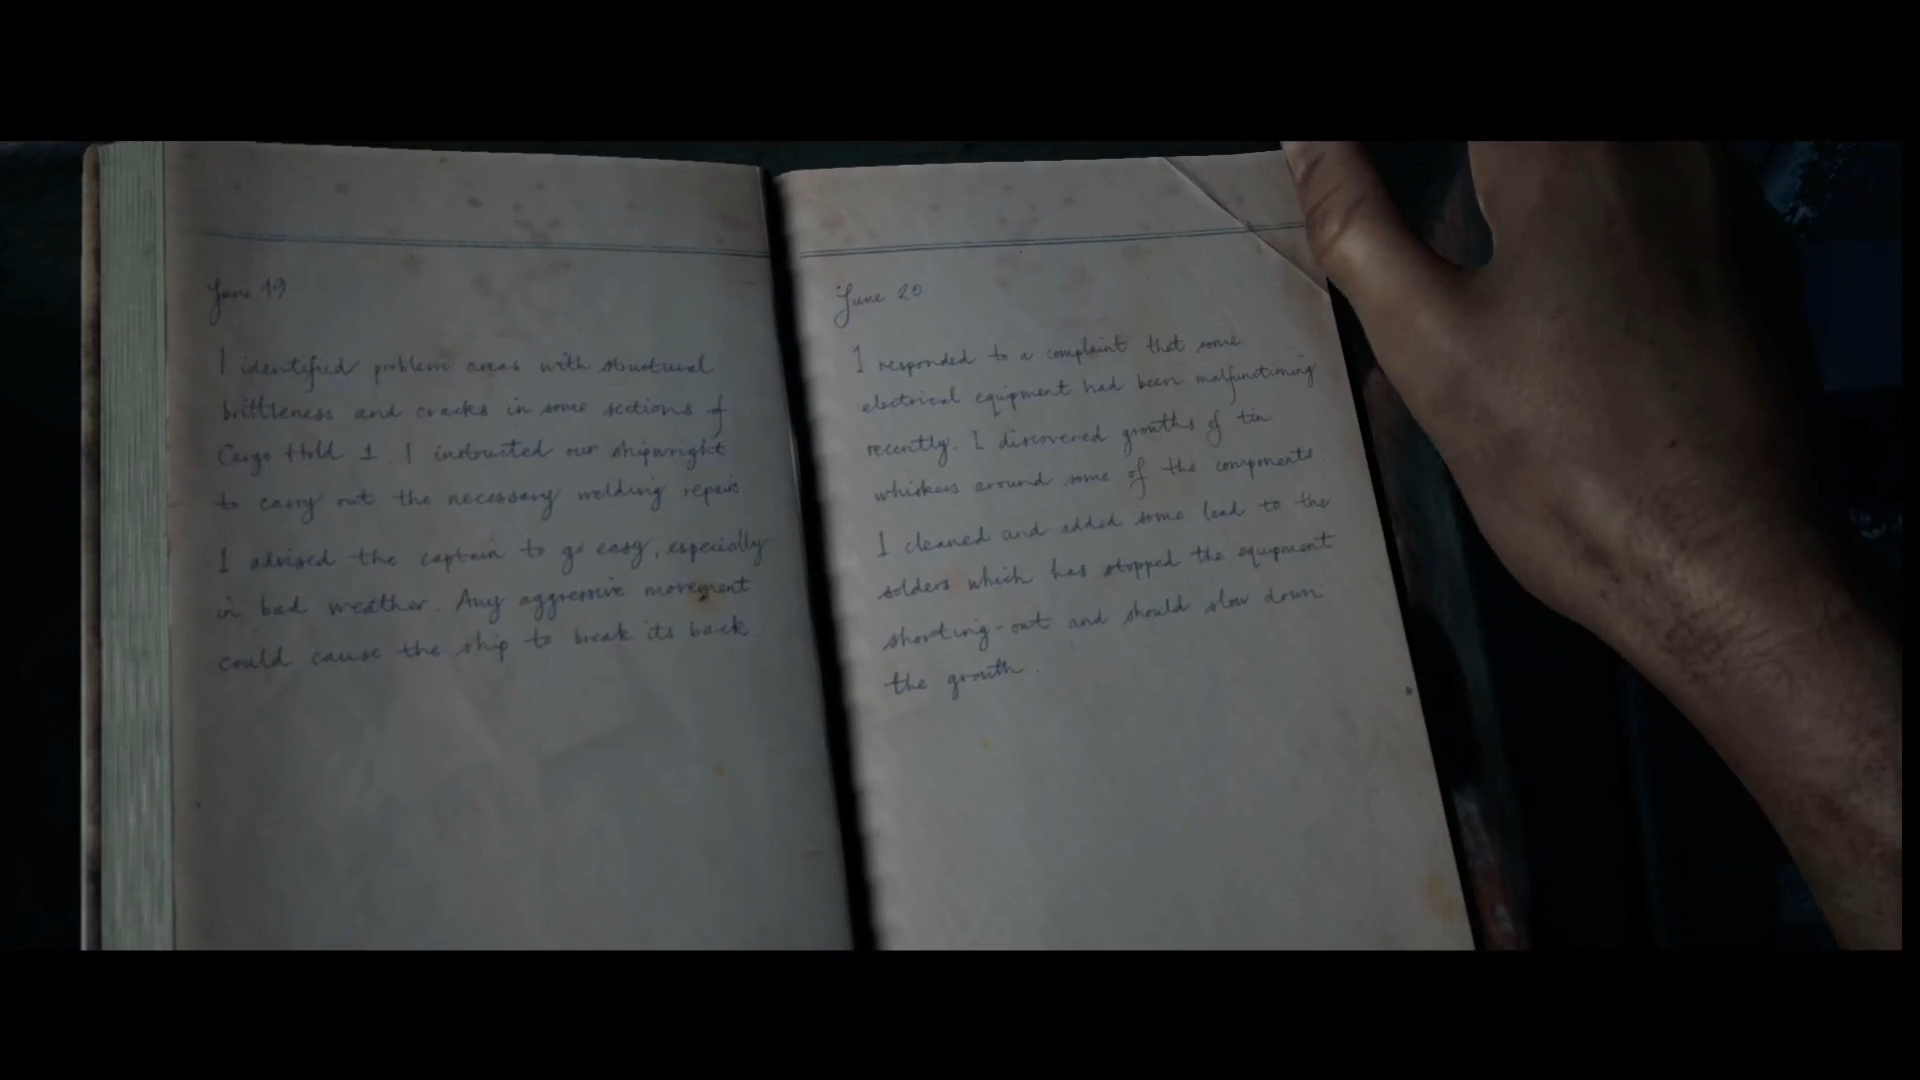 June 19
I identified problem areas with structural
brittleness and cracks in some sections of
Cargo Hold 1. I instructed our shipwright
to carry out the necessary welding repairs
I advised the captain to go easy, especially
in bad weather. Any aggressive movement
could cause the ship to break its back
June 20
I responded to a complaint that some
electrical equipment had been malfunctioning
recently. I discovered growths of tin
whiskers around some of the components.
I cleaned and added some lead to the
solders which has stopped the equipment
shorting-out and should slow down
the growth.